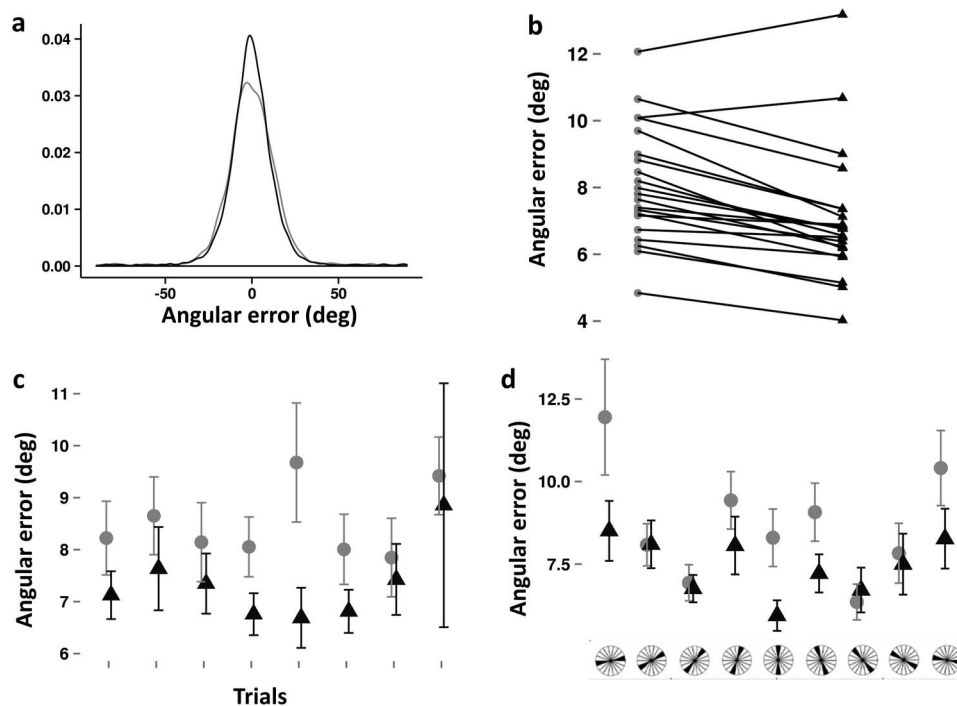 a
0.04
0.03
0.02
0.01
0.00
-50 0 50
Angular error (deg)
b
12
10
8
6
4
Angular error (deg)
c
11
10
9
8
7
6
Angular error (deg)
Trials
d
12.5
10.0
7.5
Angular error (deg)